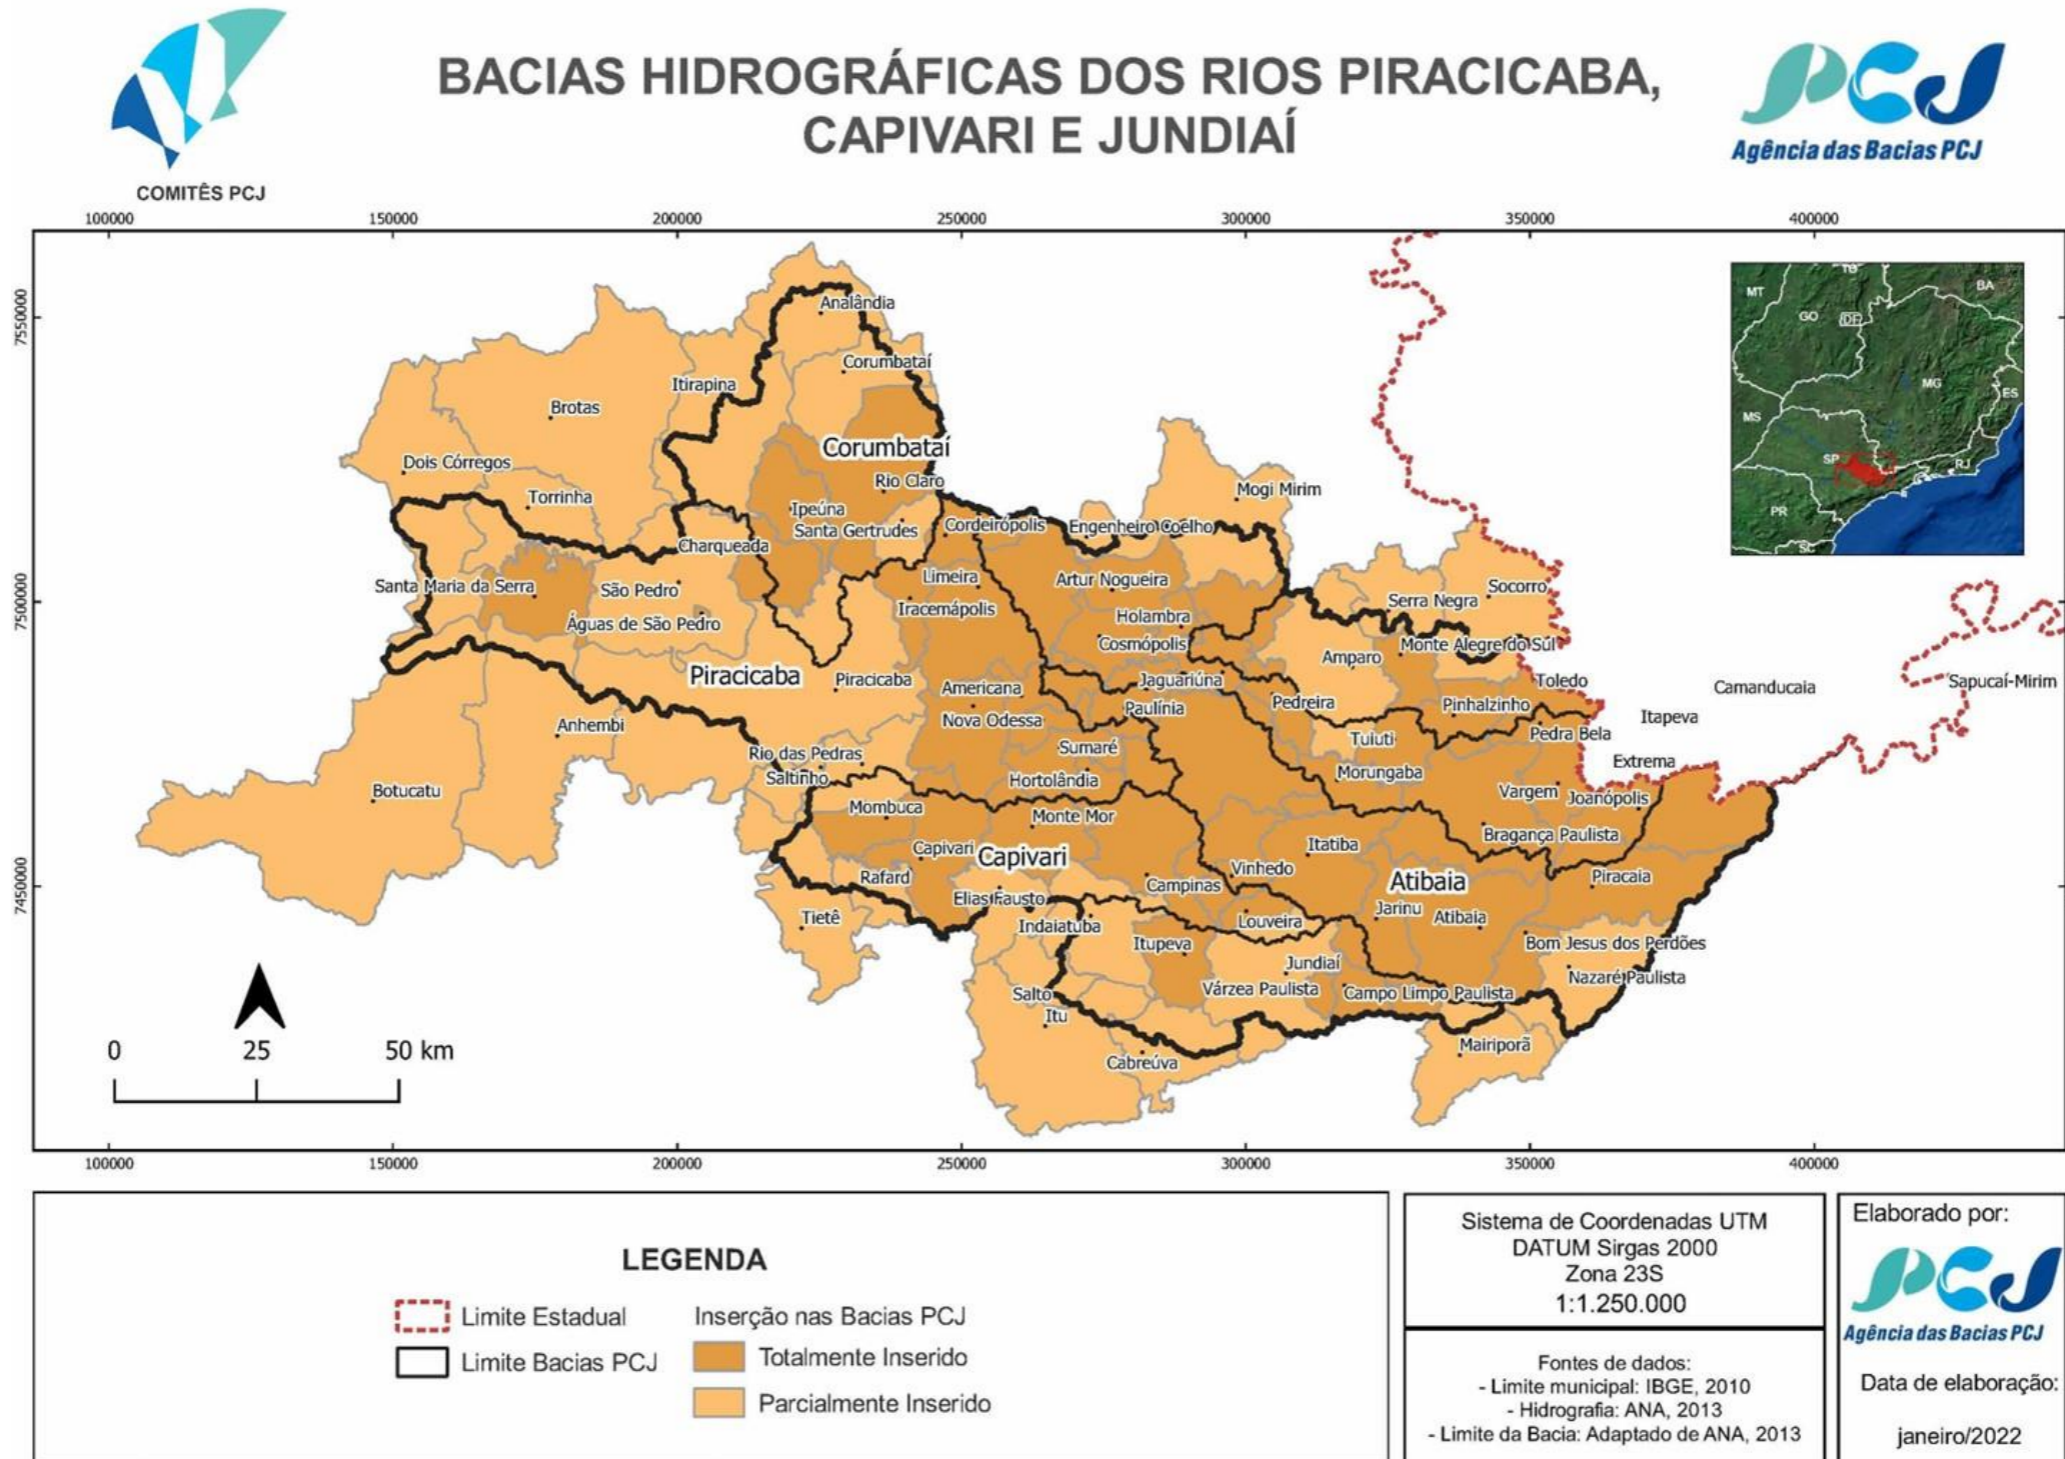 BACIAS HIDROGRÁFICAS DOS RIOS PIRACICABA,
CAPIVARI E JUNDIAÍ
COMITÊS PCJ
PCJ
Agência das Bacias PCJ
100000 150000 200000 250000 300000 350000 400000
7550000
7500000
7450000
Analândia
Corumbataí
Itirapina
Brotas
Corumbataí
Dois Córregos
Rio Claro
Torrinha
Mogi Mirim
Ipeúna
Santa Gertrudes
Cordeirópolis
Engenheiro Coelho
Charqueada
Limeira
Artur Nogueira
Santa Maria da Serra
São Pedro
Socorro
Serra Negra
Iracemápolis
Holambra
Águas de São Pedro
Cosmópolis
Monte Alegre do Sul
Amparo
Piracicaba
Piracicaba
Jaguariúna
Toledo
Americana
Camanducaia
Sapucaí-Mirim
Pedreira
Pinhalzinho
Paulínia
Itapeva
Nova Odessa
Anhembi
Tuiuti
Pedra Bela
Sumaré
Rio das Pedras
Extrema
Saltinho
Hortolândia
Morungaba
Botucatu
Vargem
Joanópolis
Mombuca
Monte Mor
Bragança Paulista
Capivari
Capivari
Itatiba
Vinhedo
Rafard
Campinas
Atibaia
Piracaia
Elias Fausto
Jarinu
Atibaia
Tietê
Indaiatuba
Louveira
Itupeva
Bom Jesus dos Perdões
Jundiaí
Nazaré Paulista
Várzea Paulista
Campo Limpo Paulista
Salto
Itu
Mairiporã
Cabreúva
TO
MT
BA
GO
DF
MG
ES
MS
SP
RJ
PR
SC
0 25 50 km
100000 150000 200000 250000 300000 350000 400000
LEGENDA
Limite Estadual
Limite Bacias PCJ
Inserção nas Bacias PCJ
Totalmente Inserido
Parcialmente Inserido
Sistema de Coordenadas UTM
DATUM Sirgas 2000
Zona 23S
1:1.250.000
Fontes de dados:
- Limite municipal: IBGE, 2010
- Hidrografia: ANA, 2013
- Limite da Bacia: Adaptado de ANA, 2013
Elaborado por:
PCJ
Agência das Bacias PCJ
Data de elaboração:
janeiro/2022